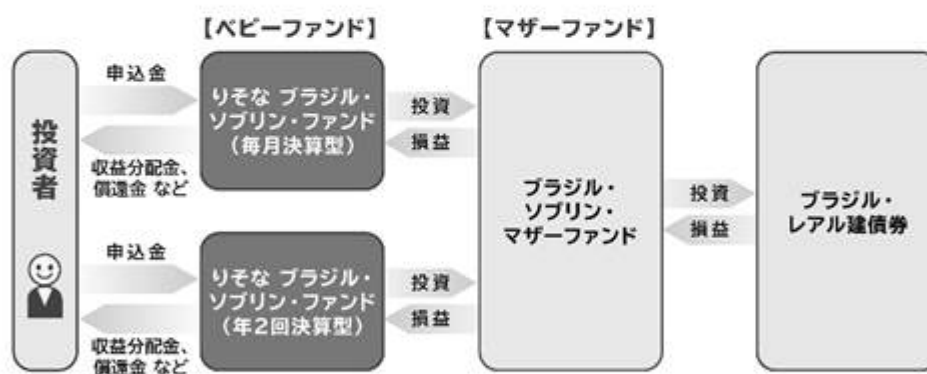 【ベビーファンド】
【マザーファンド】
投資者
申込金
収益分配金、
償還金 など
りそな ブラジル・
ソブリン・ファンド
（毎月決算型）
投資
損益
申込金
収益分配金、
償還金 など
りそな ブラジル・
ソブリン・ファンド
（年2回決算型）
投資
損益
ブラジル・
ソブリン・
マザーファンド
投資
損益
ブラジル・
レアル建債券